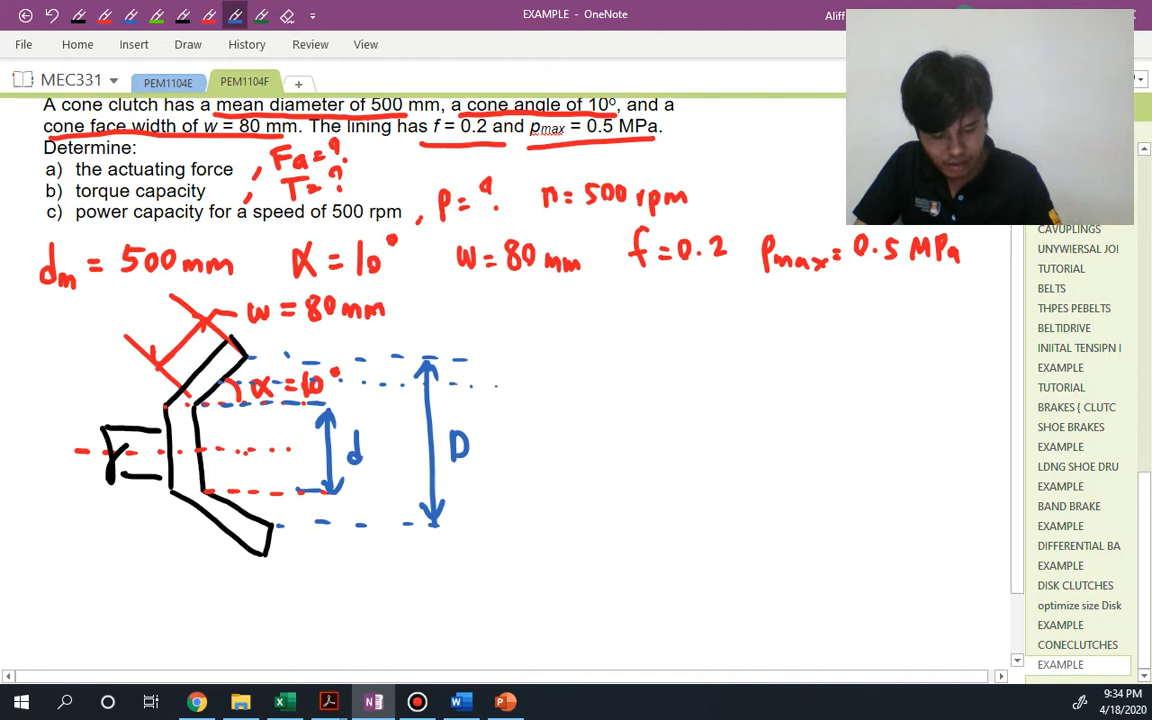 EXAMPLE - OneNote
Aliff
File Home Insert Draw History Review View
MEC331 PEM1104E PEM1104F +
A cone clutch has a mean diameter of 500 mm, a cone angle of 10°, and a
cone face width of w = 80 mm. The lining has f = 0.2 and pmax = 0.5 MPa.
Determine:
a) the actuating force , Fa = ?
b) torque capacity , T = ?
c) power capacity for a speed of 500 rpm , P = ? n = 500 rpm
dm = 500 mm α = 10° w = 80 mm f = 0.2 Pmax = 0.5 MPa
w = 80 mm
α = 10°
d
D
CAVUPLINGS
UNYWIERSAL JOI
TUTORIAL
BELTS
THPES PEBELTS
BELTIDRIVE
INIITAL TENSIPN I
EXAMPLE
TUTORIAL
BRAKES { CLUTC
SHOE BRAKES
EXAMPLE
LDNG SHOE DRU
EXAMPLE
BAND BRAKE
EXAMPLE
DIFFERENTIAL BA
EXAMPLE
DISK CLUTCHES
optimize size Disk
EXAMPLE
CONECLUTCHES
EXAMPLE
9:34 PM
4/18/2020